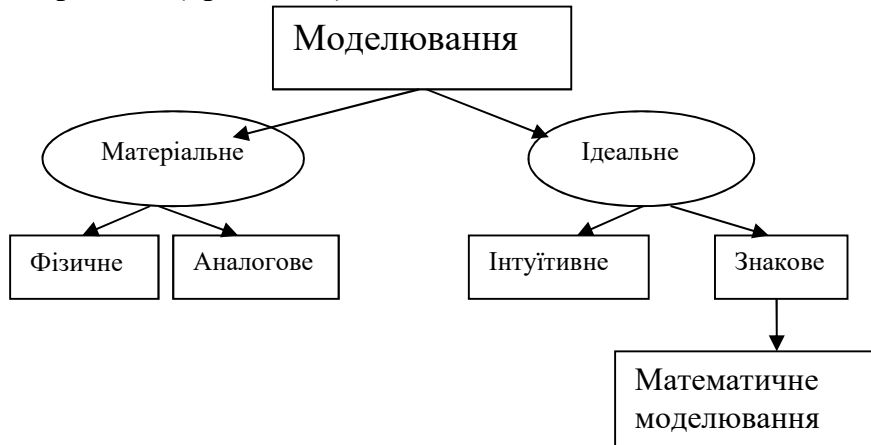 Моделювання
Матеріальне
Ідеальне
Фізичне
Аналогове
Інтуїтивне
Знакове
Математичне
моделювання